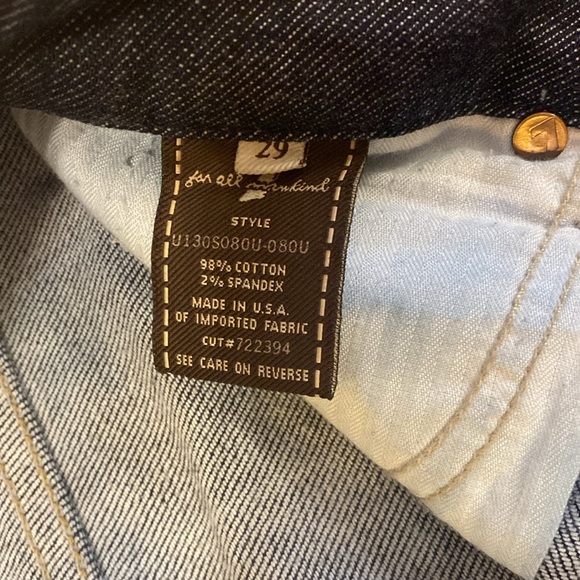 29
for all mankind
STYLE
U130S080U-080U
98% COTTON
2% SPANDEX
MADE IN U.S.A.
OF IMPORTED FABRIC
CUT#722394
SEE CARE ON REVERSE